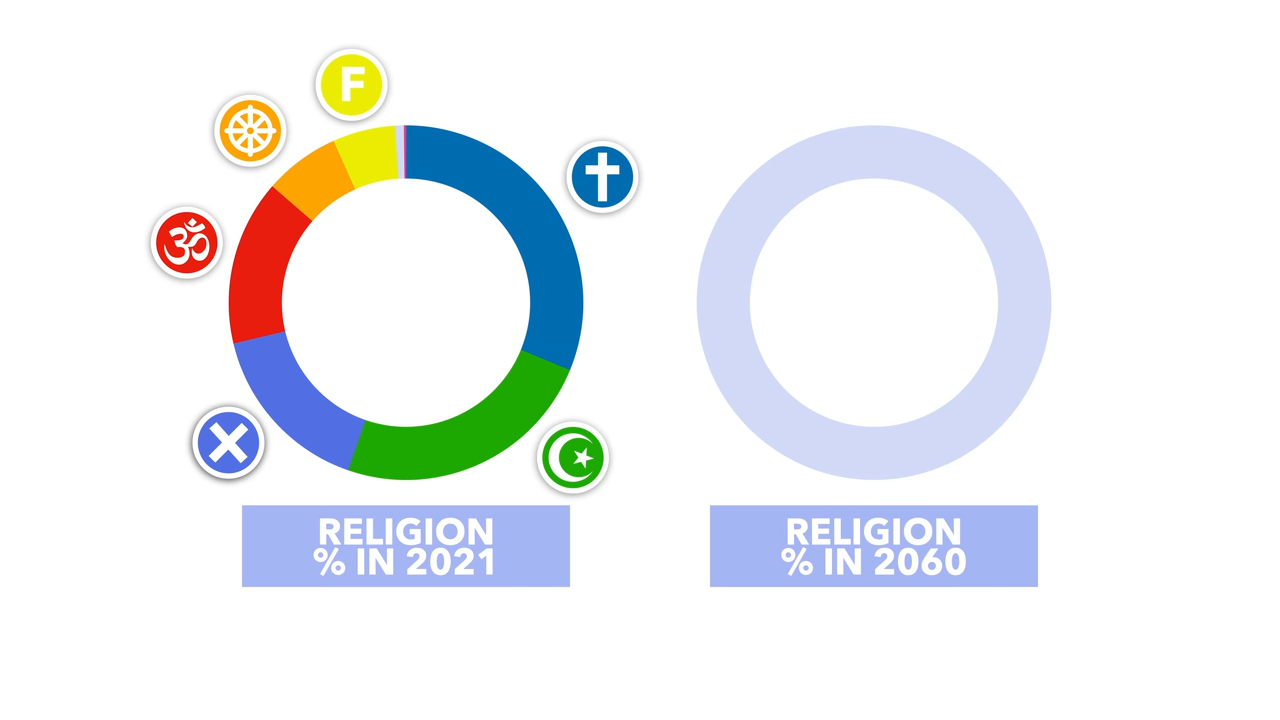 F
ॐ
RELIGION
% IN 2021
RELIGION
% IN 2060